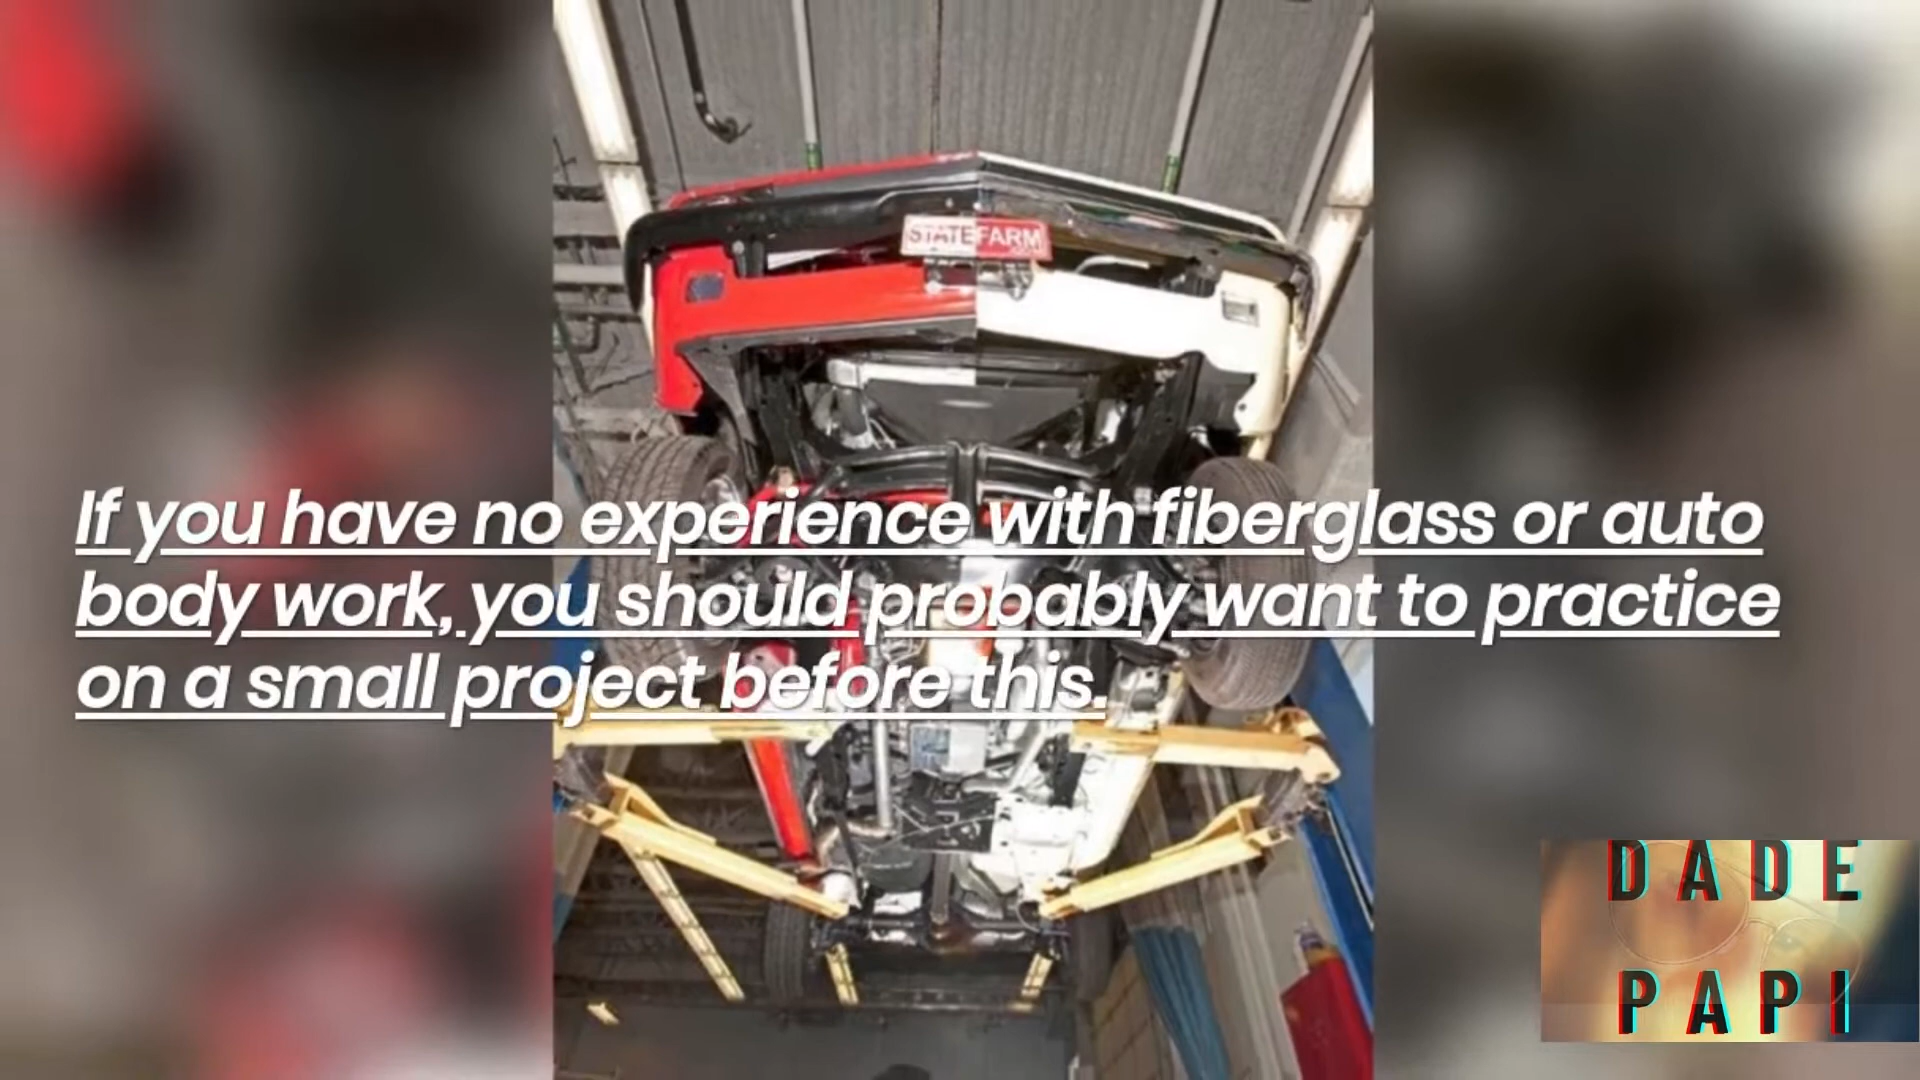 STATE FARM
If you have no experience with fiberglass or auto
body work, you should probably want to practice
on a small project before this.
DADE
PAPI